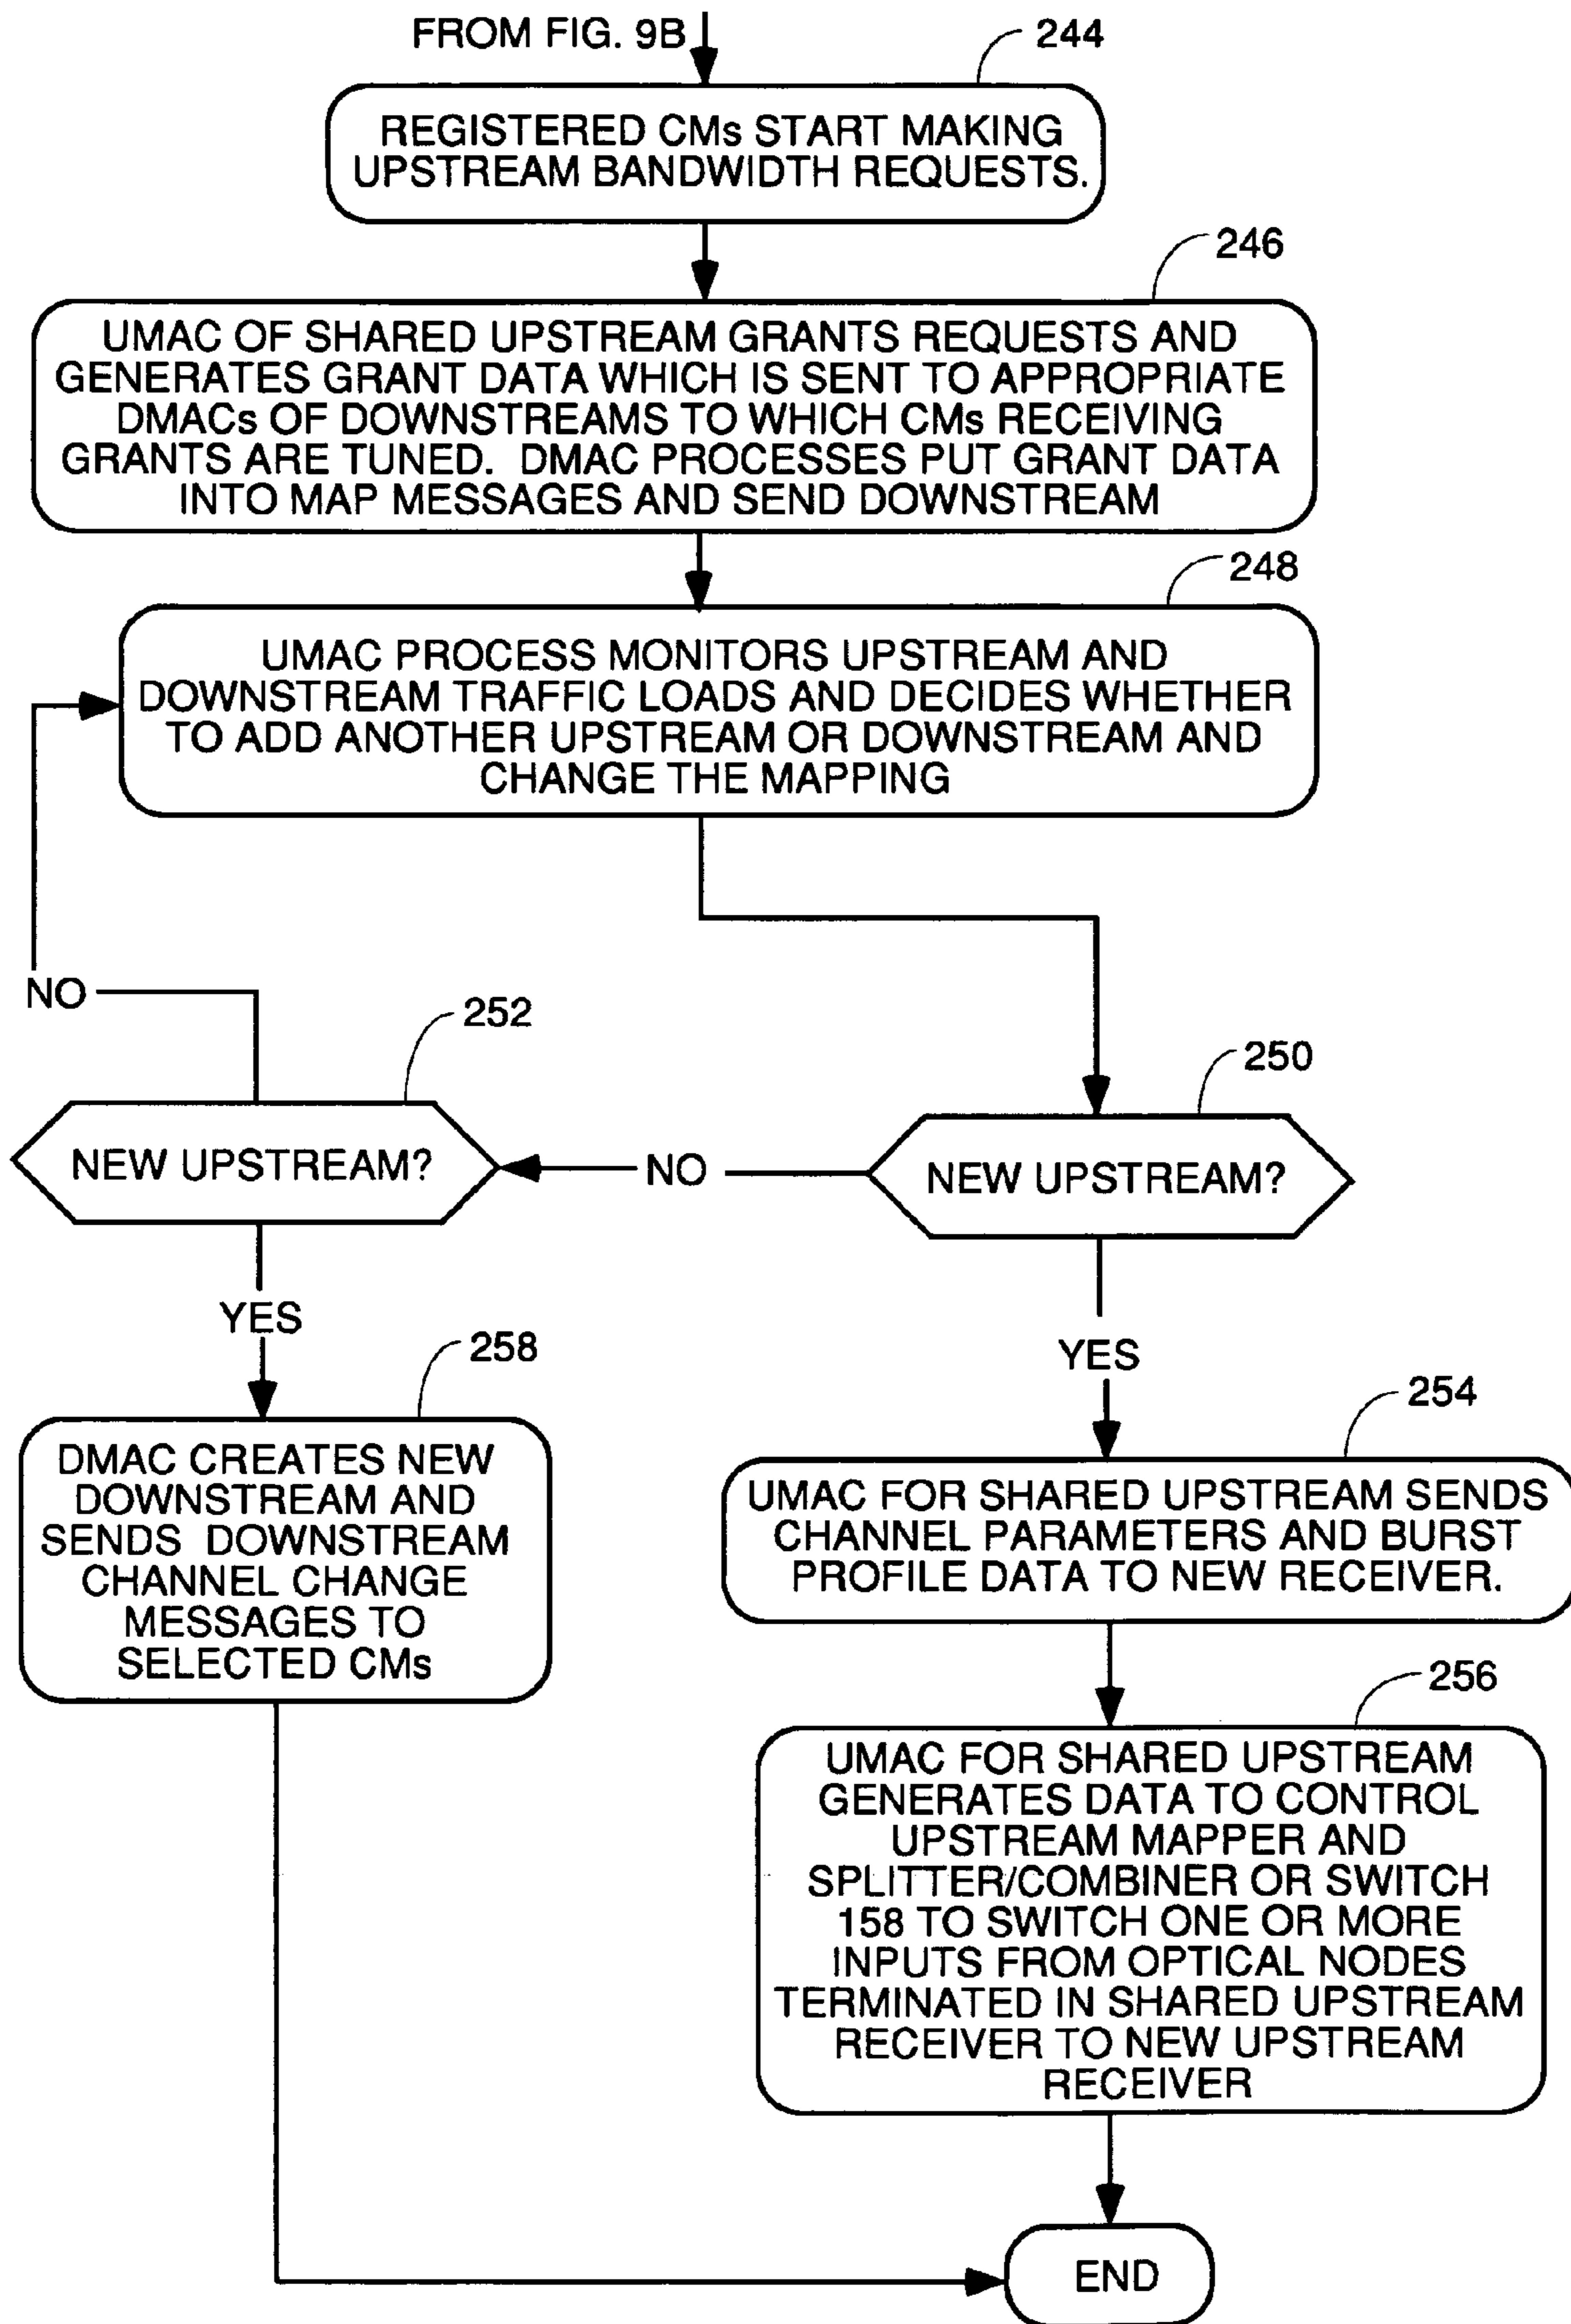 FROM FIG. 9B
244
REGISTERED CMs START MAKING
UPSTREAM BANDWIDTH REQUESTS.
246
UMAC OF SHARED UPSTREAM GRANTS REQUESTS AND
GENERATES GRANT DATA WHICH IS SENT TO APPROPRIATE
DMACs OF DOWNSTREAMS TO WHICH CMs RECEIVING
GRANTS ARE TUNED. DMAC PROCESSES PUT GRANT DATA
INTO MAP MESSAGES AND SEND DOWNSTREAM
248
UMAC PROCESS MONITORS UPSTREAM AND
DOWNSTREAM TRAFFIC LOADS AND DECIDES WHETHER
TO ADD ANOTHER UPSTREAM OR DOWNSTREAM AND
CHANGE THE MAPPING
NO
252
250
NEW UPSTREAM?
NO
NEW UPSTREAM?
YES
258
DMAC CREATES NEW
DOWNSTREAM AND
SENDS DOWNSTREAM
CHANNEL CHANGE
MESSAGES TO
SELECTED CMs
YES
254
UMAC FOR SHARED UPSTREAM SENDS
CHANNEL PARAMETERS AND BURST
PROFILE DATA TO NEW RECEIVER.
256
UMAC FOR SHARED UPSTREAM
GENERATES DATA TO CONTROL
UPSTREAM MAPPER AND
SPLITTER/COMBINER OR SWITCH
158 TO SWITCH ONE OR MORE
INPUTS FROM OPTICAL NODES
TERMINATED IN SHARED UPSTREAM
RECEIVER TO NEW UPSTREAM
RECEIVER
END